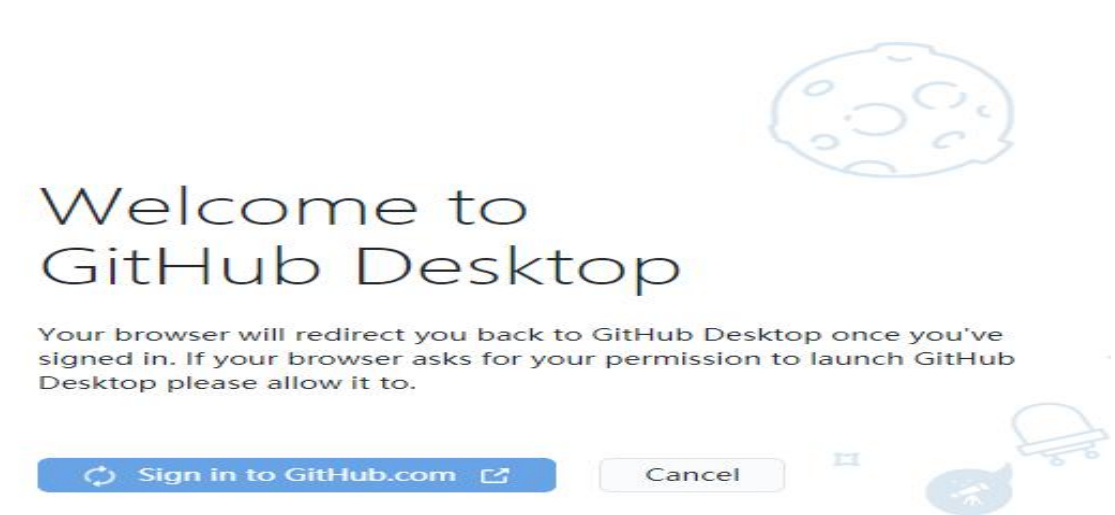 Welcome to
GitHub Desktop
Your browser will redirect you back to GitHub Desktop once you've
signed in. If your browser asks for your permission to launch GitHub
Desktop please allow it to.
Sign in to GitHub.com Cancel